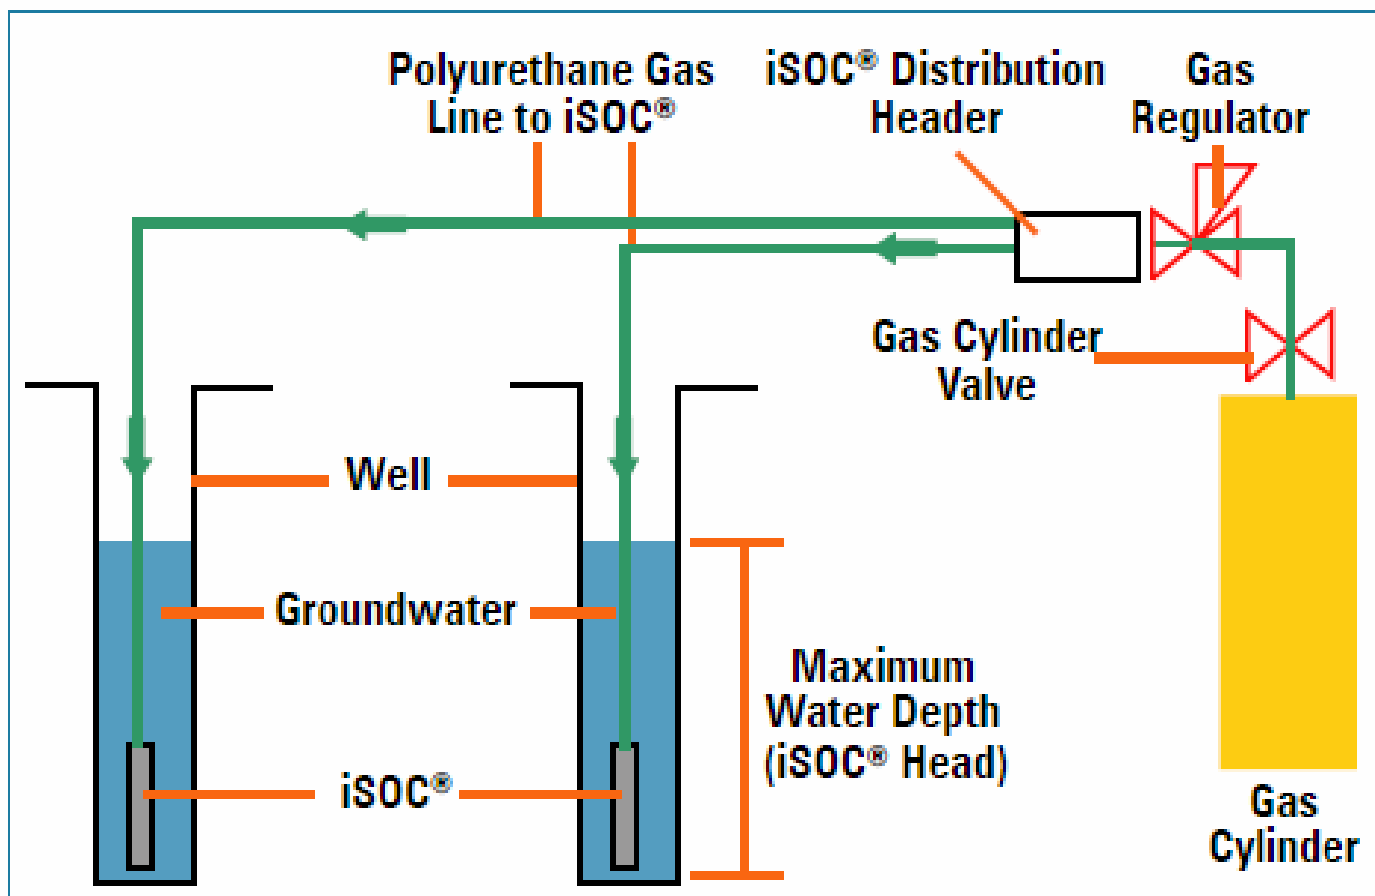 Polyurethane Gas
Line to iSOC®
iSOC® Distribution
Header
Gas
Regulator
Gas Cylinder
Valve
Well
Groundwater
Maximum
Water Depth
(iSOC® Head)
iSOC®
Gas
Cylinder